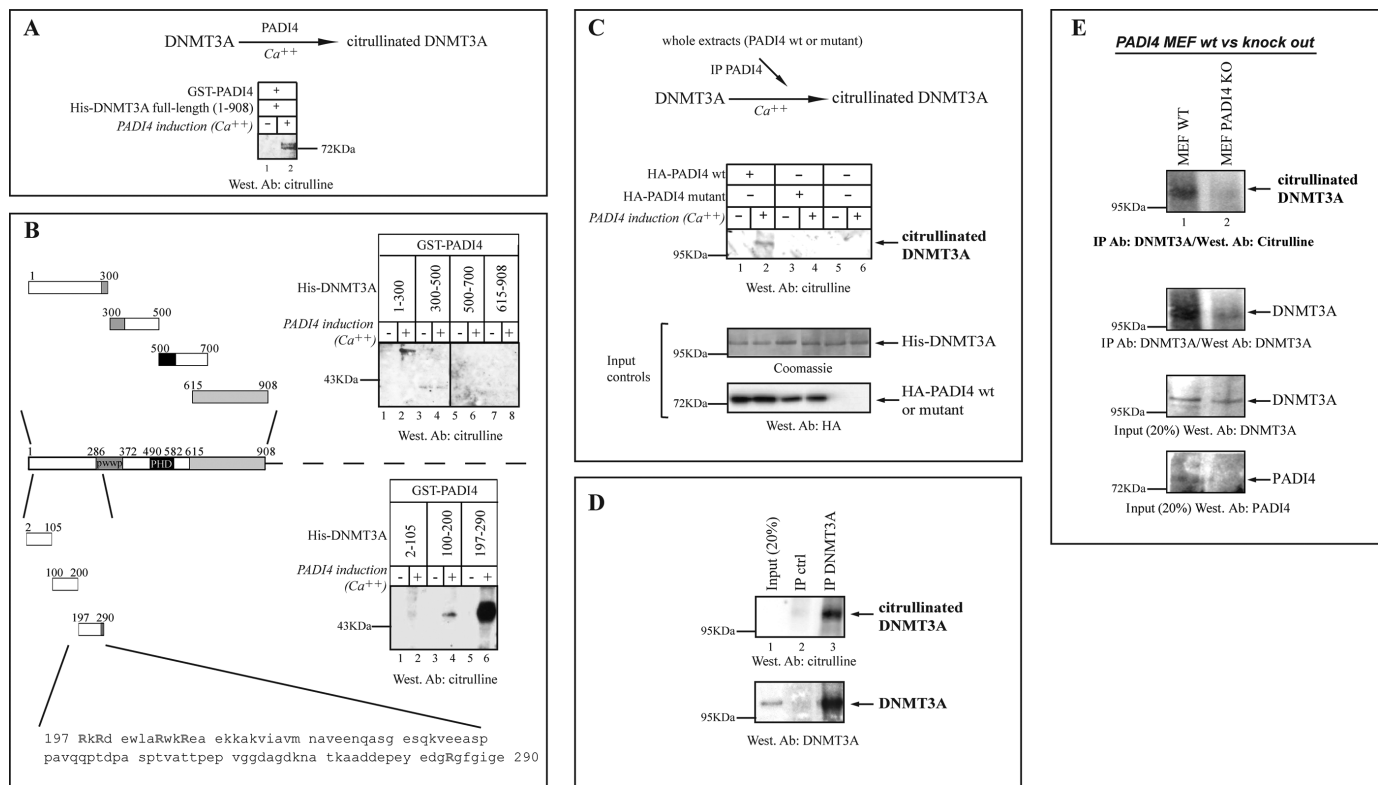 A
DNMT3A
PADI4
Ca++
citrullinated DNMT3A
GST-PADI4 +
His-DNMT3A full-length (1-908) +
PADI4 induction (Ca++) - +
72KDa
1 2
West. Ab: citrulline
B
1 300
300 500
500 700
615 908
1 286 372 490 582 615 908
pwwp PHD
2 105
100 200
197 290
GST-PADI4
His-DNMT3A
1-300 300-500 500-700 615-908
PADI4 induction
(Ca++)
- + - + - + - +
43KDa
1 2 3 4 5 6 7 8
West. Ab: citrulline
GST-PADI4
His-DNMT3A
2-105 100-200 197-290
PADI4 induction
(Ca++)
- + - + - +
43KDa
1 2 3 4 5 6
West. Ab: citrulline
197 RkRd ewlaRwkRea ekkakviavm naveenqasg esqkveeasp
pavqqptdpa sptvattpep vggdagdkna tkaaddepey edgRgfgige 290
C
whole extracts (PADI4 wt or mutant)
IP PADI4
DNMT3A
Ca++
citrullinated DNMT3A
HA-PADI4 wt + - -
HA-PADI4 mutant - + -
PADI4 induction (Ca++) - + - + - +
95KDa
citrullinated
DNMT3A
1 2 3 4 5 6
West. Ab: citrulline
Input
controls
95KDa
His-DNMT3A
Coomassie
72KDa
HA-PADI4 wt
or mutant
West. Ab: HA
D
Input (20%)
IP ctrl
IP DNMT3A
95KDa
citrullinated
DNMT3A
1 2 3
West. Ab: citrulline
95KDa
DNMT3A
West. Ab: DNMT3A
E
PADI4 MEF wt vs knock out
MEF WT
MEF PADI4 KO
95KDa
citrullinated
DNMT3A
1 2
IP Ab: DNMT3A/West. Ab: Citrulline
95KDa
DNMT3A
IP Ab: DNMT3A/West Ab: DNMT3A
95KDa
DNMT3A
Input (20%) West. Ab: DNMT3A
72KDa
PADI4
Input (20%) West. Ab: PADI4